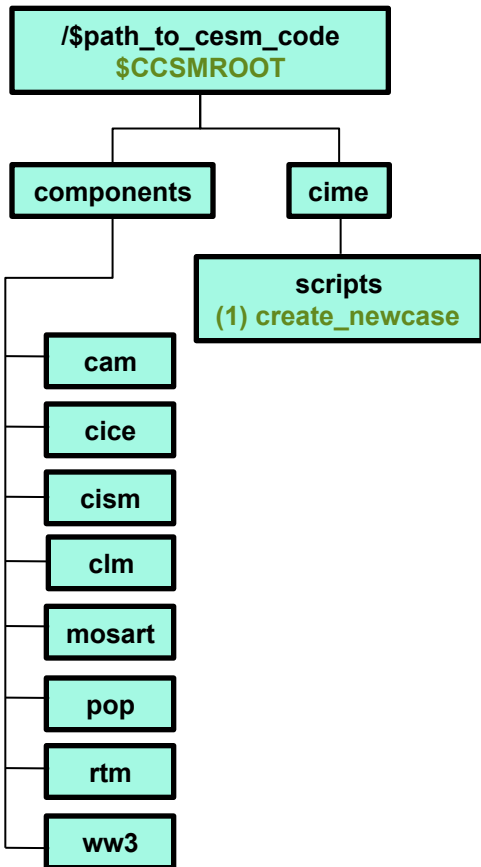 /$path_to_cesm_code
$CCSMROOT
components
cime
scripts
(1) create_newcase
cam
cice
cism
clm
mosart
pop
rtm
ww3